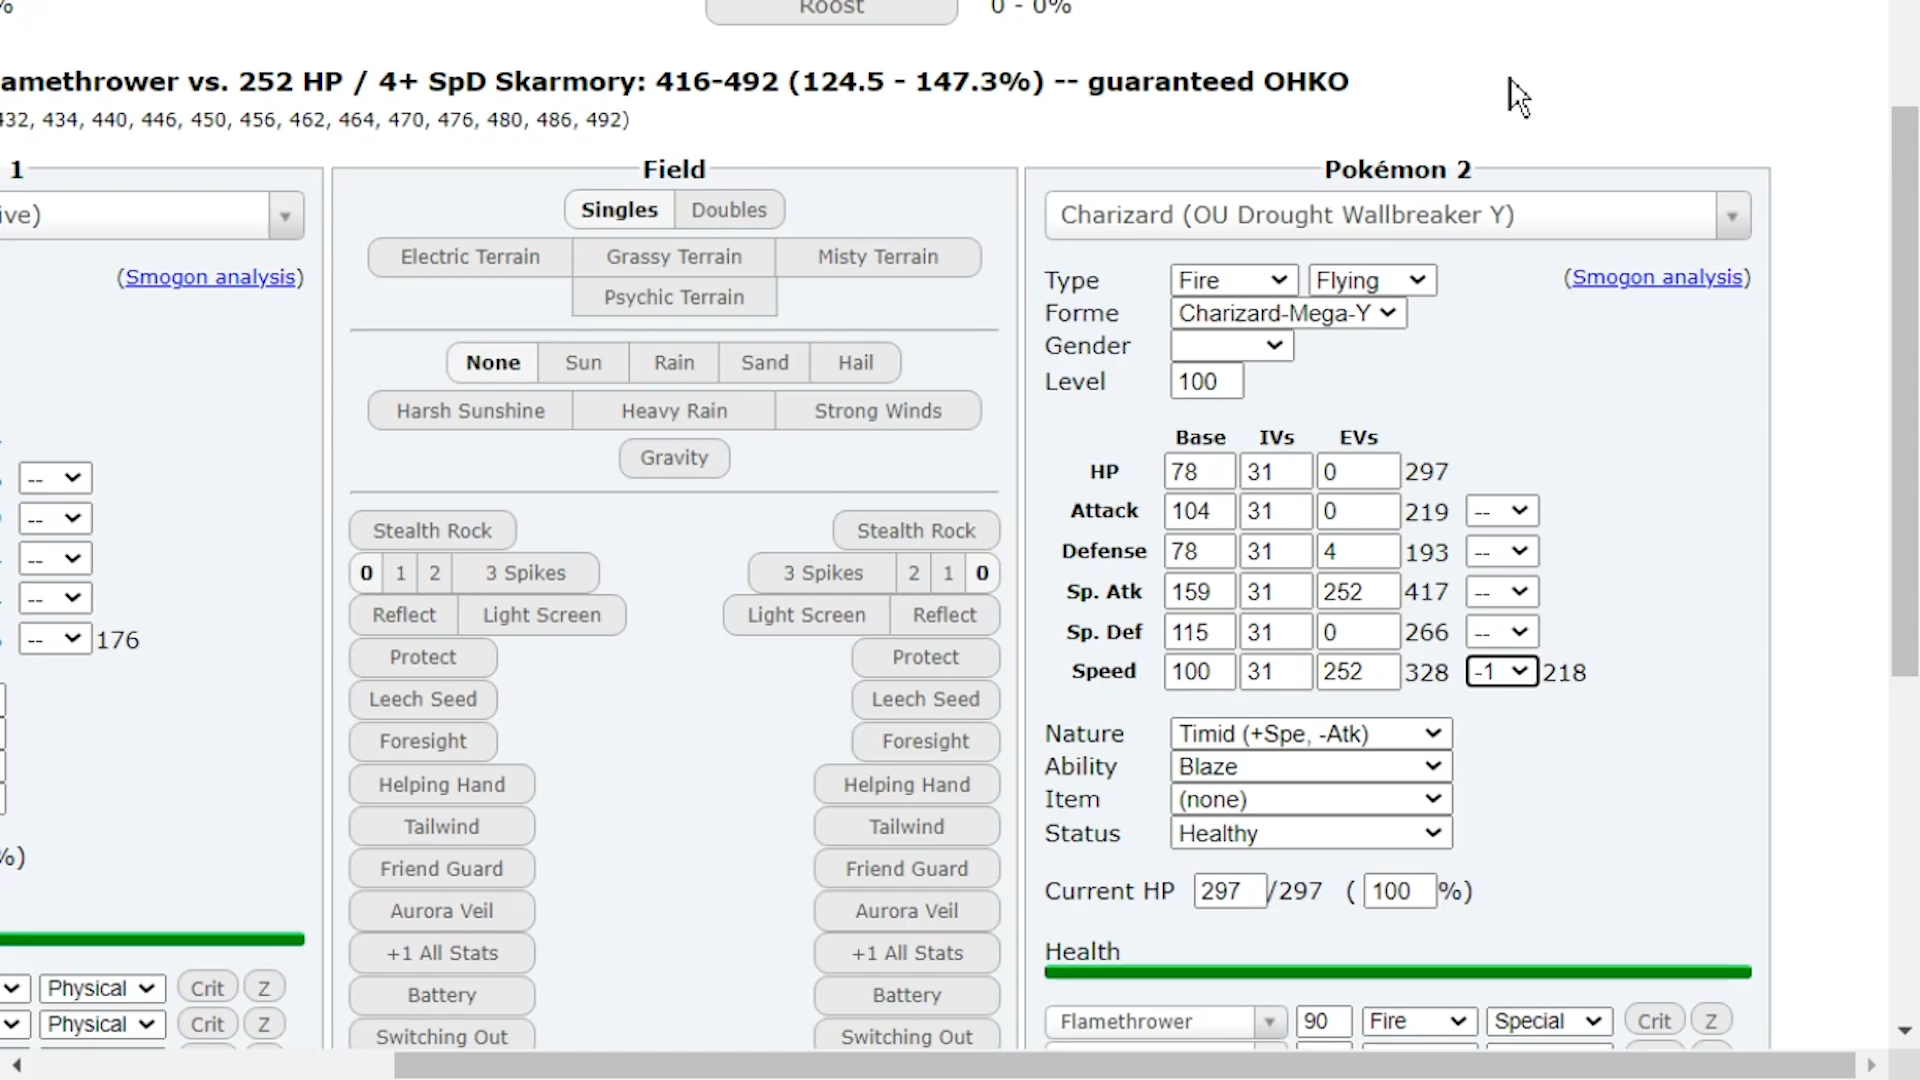 %
Roost 0 - 0%
amethrower vs. 252 HP / 4+ SpD Skarmory: 416-492 (124.5 - 147.3%) -- guaranteed OHKO
432, 434, 440, 446, 450, 456, 462, 464, 470, 476, 480, 486, 492)
1
ive)
(Smogon analysis)
--
--
--
--
-- 176
%)
Physical Crit Z
Physical Crit Z
Field
Singles Doubles
Electric Terrain Grassy Terrain Misty Terrain
Psychic Terrain
None Sun Rain Sand Hail
Harsh Sunshine Heavy Rain Strong Winds
Gravity
Stealth Rock Stealth Rock
0 1 2 3 Spikes 3 Spikes 2 1 0
Reflect Light Screen Light Screen Reflect
Protect Protect
Leech Seed Leech Seed
Foresight Foresight
Helping Hand Helping Hand
Tailwind Tailwind
Friend Guard Friend Guard
Aurora Veil Aurora Veil
+1 All Stats +1 All Stats
Battery Battery
Switching Out Switching Out
Pokémon 2
Charizard (OU Drought Wallbreaker Y)
Type Fire Flying (Smogon analysis)
Forme Charizard-Mega-Y
Gender
Level 100
Base IVs EVs
HP 78 31 0 297
Attack 104 31 0 219 --
Defense 78 31 4 193 --
Sp. Atk 159 31 252 417 --
Sp. Def 115 31 0 266 --
Speed 100 31 252 328 -1 218
Nature Timid (+Spe, -Atk)
Ability Blaze
Item (none)
Status Healthy
Current HP 297 /297 ( 100 %)
Health
Flamethrower 90 Fire Special Crit Z